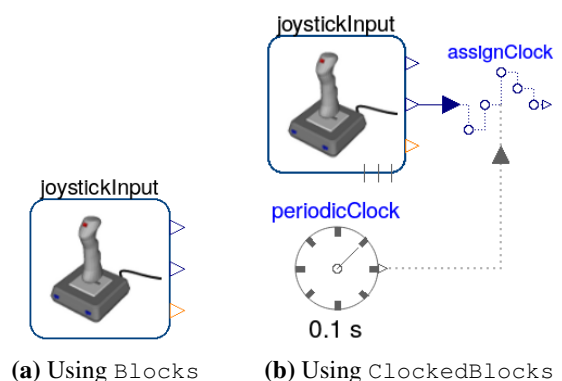 joystickInput
assignClock
joystickInput
periodicClock
0.1 s
(a) Using Blocks
(b) Using ClockedBlocks